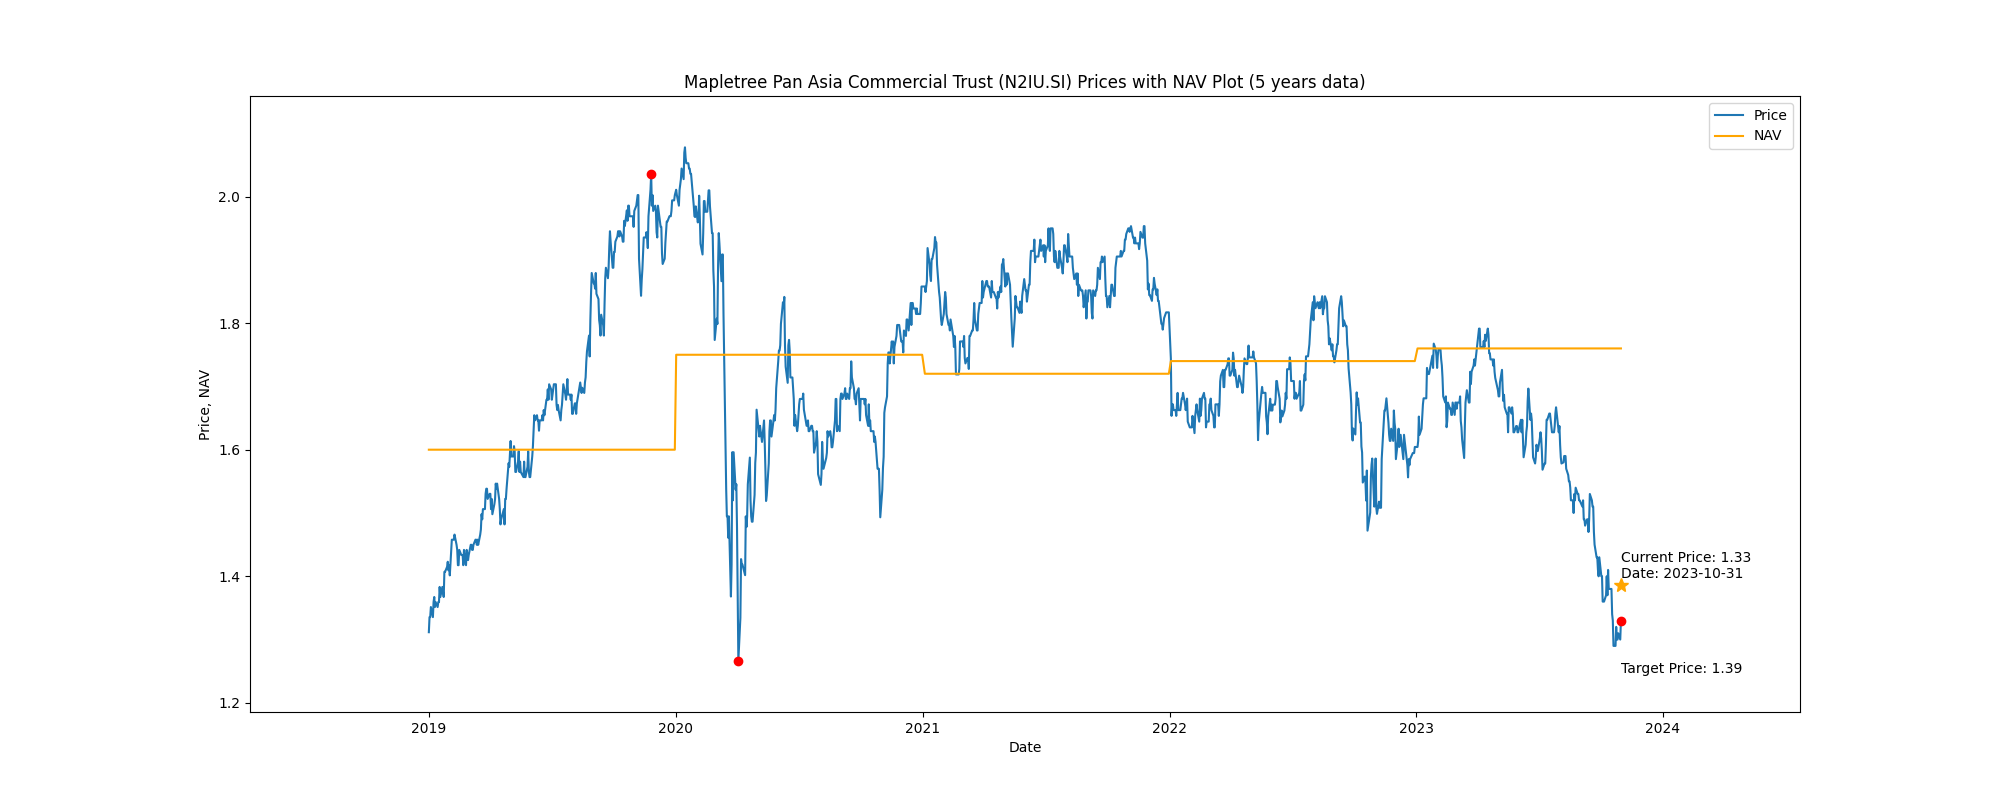 Mapletree Pan Asia Commercial Trust (N2IU.SI) Prices with NAV Plot (5 years data)
Price
NAV
2.0
1.8
1.6
1.4
1.2
Price, NAV
Current Price: 1.33
Date: 2023-10-31
Target Price: 1.39
2019
2020
2021
2022
2023
2024
Date